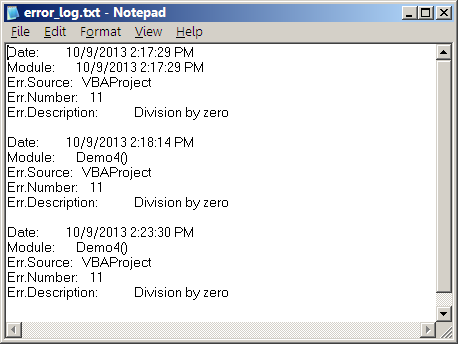 error_log.txt - Notepad
File Edit Format View Help
Date: 10/9/2013 2:17:29 PM
Module: 10/9/2013 2:17:29 PM
Err.Source: VBAProject
Err.Number: 11
Err.Description: Division by zero
Date: 10/9/2013 2:18:14 PM
Module: Demo4()
Err.Source: VBAProject
Err.Number: 11
Err.Description: Division by zero
Date: 10/9/2013 2:23:30 PM
Module: Demo4()
Err.Source: VBAProject
Err.Number: 11
Err.Description: Division by zero